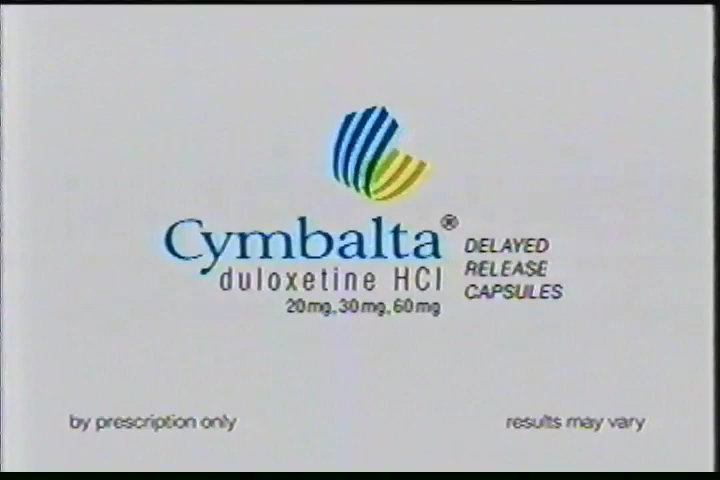 Cymbalta®
duloxetine HCl
20mg, 30mg, 60mg
DELAYED
RELEASE
CAPSULES
by prescription only
results may vary